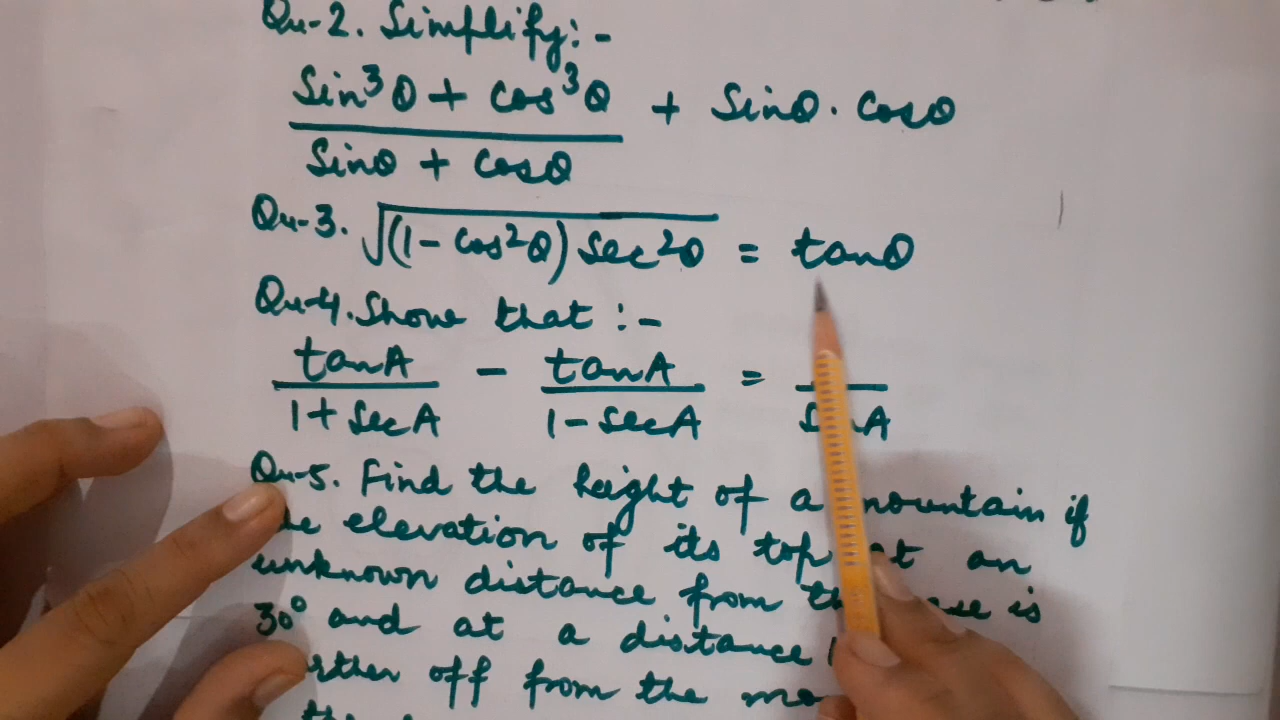 Qu-2. Simplify:-
Sin³θ + Cos³θ + Sinθ. Cosθ
Sinθ + Cosθ
Qu-3. √(1-Cos²θ) Sec²θ = tanθ
Qu-4. Show that :-
tanA - tanA =
1+ SecA 1-SecA
Qu-5. Find the height of a mountain if
elevation of its top at an
unknown distance from is
30° and at a distance
off from the